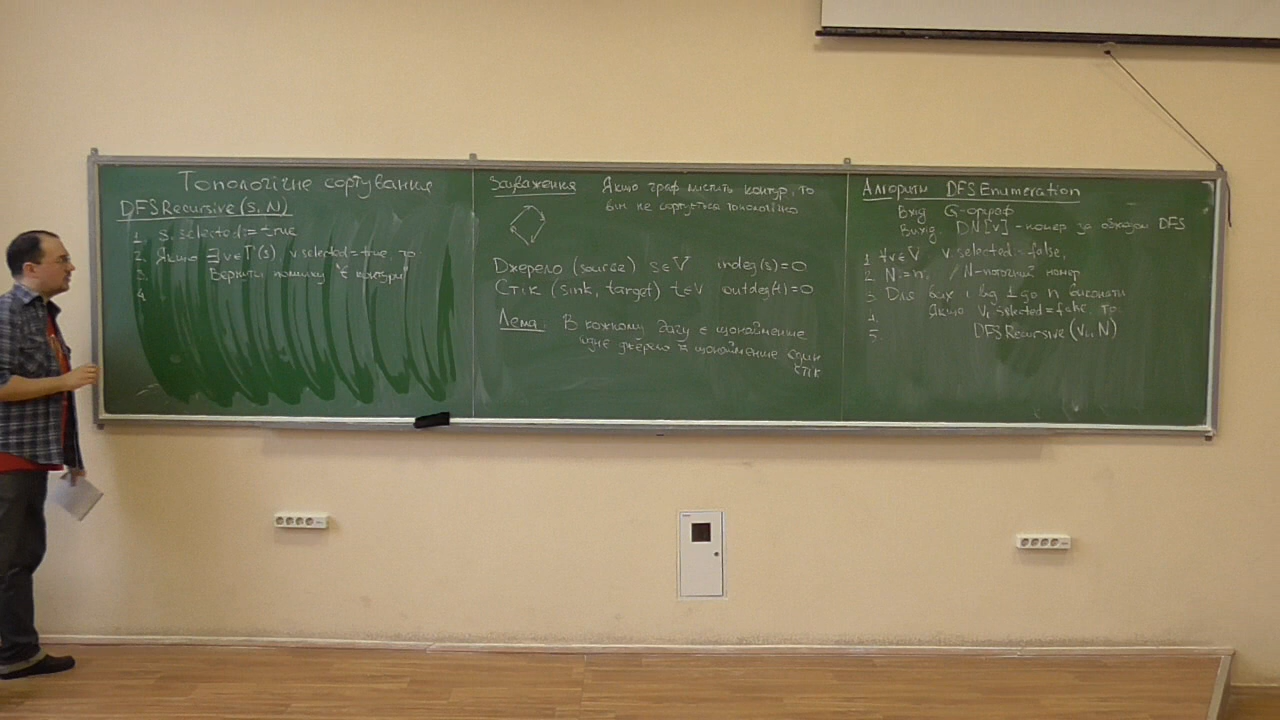 Топологічне сортування
DFSRecursive(s, N)
1. s.selected:=true
2. Якщо ∃v∈Γ(s) v.selected=true, то
3. Вернути помилку "є контури"
4.
Зауваження Якщо граф містить контур, то
він не сортується топологічно
Джерело (source) s∈V indeg(s)=0
Стік (sink, target) t∈V outdeg(t)=0
Лема: В кожному дагу є щонайменше
одне джерело й щонайменше один
стік
Алгоритм DFSEnumeration
Вхід G-орграф
Вихід DN[v] - номер за обходом DFS
1 ∀v∈V v.selected=false,
2. N:=n, /N-поточний номер
3 Для всіх i від 1 до n виконати
4. Якщо vi.selected=false, то
5. DFSRecursive(vi, N)